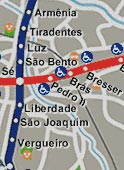 Armênia
Tiradentes
Luz
São Bento
Sé
Pedro II
Brás
Bresser
Liberdade
São Joaquim
Vergueiro